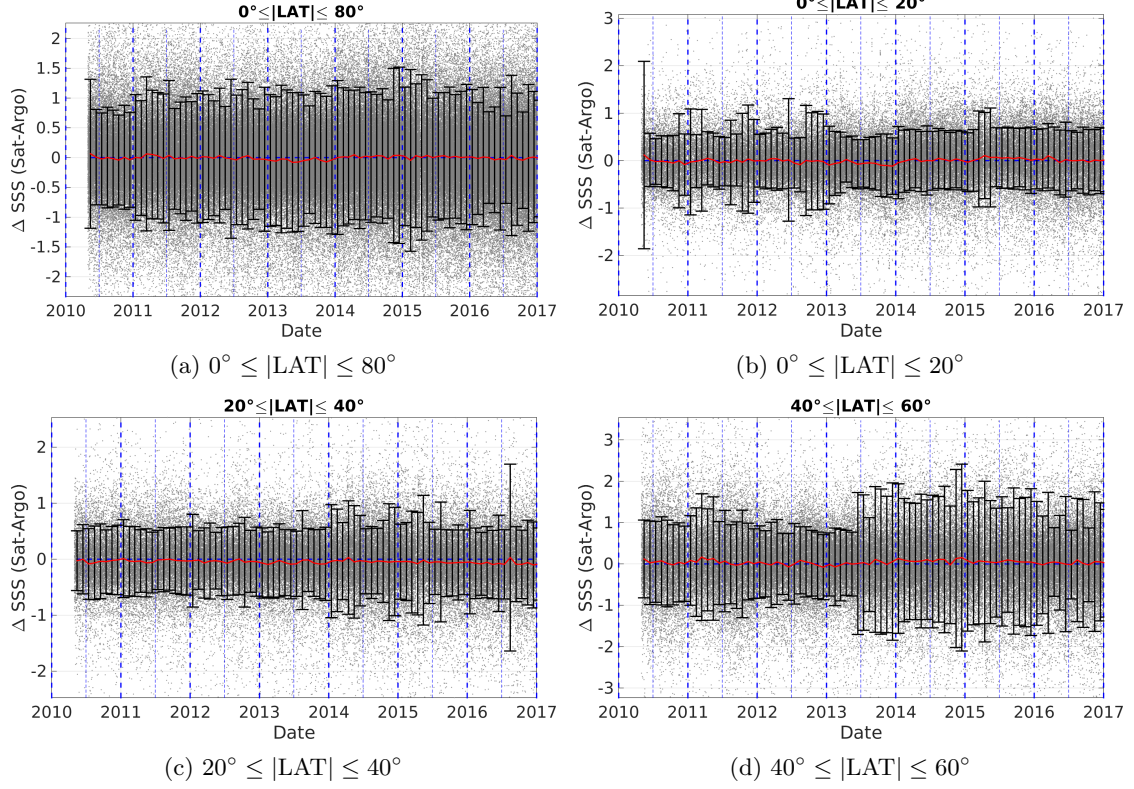 0°≤|LAT|≤ 80°
2
1.5
1
0.5
0
-0.5
-1
-1.5
-2
Δ SSS (Sat-Argo)
2010 2011 2012 2013 2014 2015 2016 2017
Date
(a) 0° ≤ |LAT| ≤ 80°
0°≤|LAT|≤ 20°
3
2
1
0
-1
-2
Δ SSS (Sat-Argo)
2010 2011 2012 2013 2014 2015 2016 2017
Date
(b) 0° ≤ |LAT| ≤ 20°
20°≤|LAT|≤ 40°
2
1
0
-1
-2
Δ SSS (Sat-Argo)
2010 2011 2012 2013 2014 2015 2016 2017
Date
(c) 20° ≤ |LAT| ≤ 40°
40°≤|LAT|≤ 60°
3
2
1
0
-1
-2
-3
Δ SSS (Sat-Argo)
2010 2011 2012 2013 2014 2015 2016 2017
Date
(d) 40° ≤ |LAT| ≤ 60°